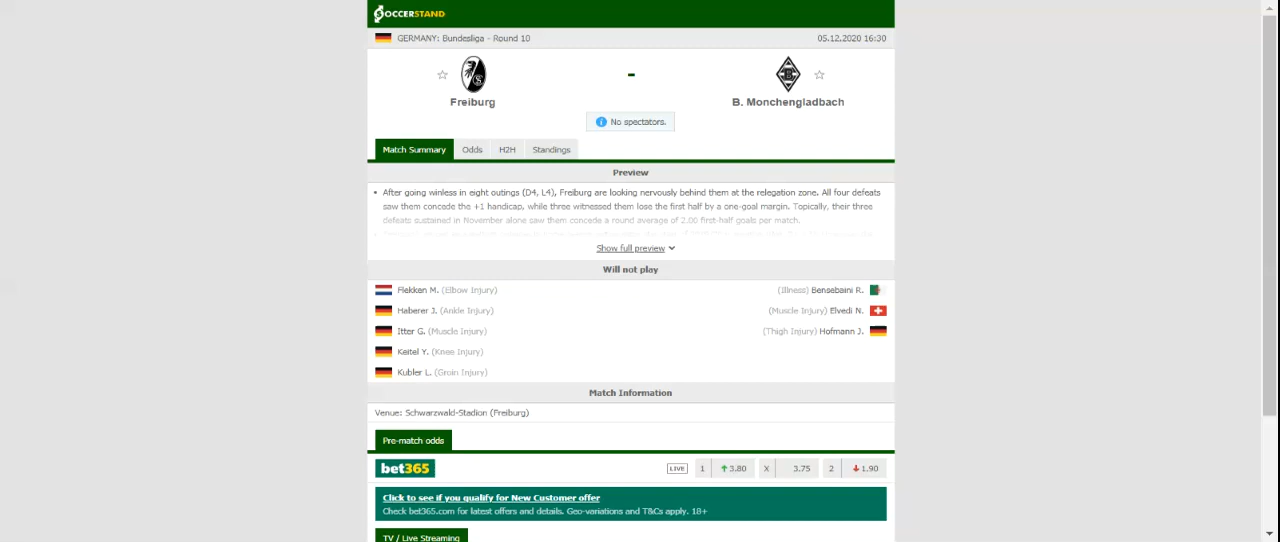 SOCCERSTAND
GERMANY: Bundesliga - Round 10 05.12.2020 16:30
-
Freiburg B. Monchengladbach
No spectators.
Match Summary Odds H2H Standings
Preview
After going winless in eight outings (D4, L4), Freiburg are looking nervously behind them at the relegation zone. All four defeats
saw them concede the +1 handicap, while three witnessed them lose the first half by a one-goal margin. Topically, their three
defeats sustained in November alone saw them concede a round average of 2.00 first-half goals per match.
Show full preview
Will not play
Flekken M. (Elbow Injury) (Illness) Bensebaini R.
Haberer J. (Ankle Injury) (Muscle Injury) Elvedi N.
Itter G. (Muscle Injury) (Thigh Injury) Hofmann J.
Keitel Y. (Knee Injury)
Kubler L. (Groin Injury)
Match Information
Venue: Schwarzwald-Stadion (Freiburg)
Pre-match odds
bet365 LIVE 1 3.80 X 3.75 2 1.90
Click to see if you qualify for New Customer offer
Check bet365.com for latest offers and details. Geo-variations and T&Cs apply. 18+
TV / Live Streaming